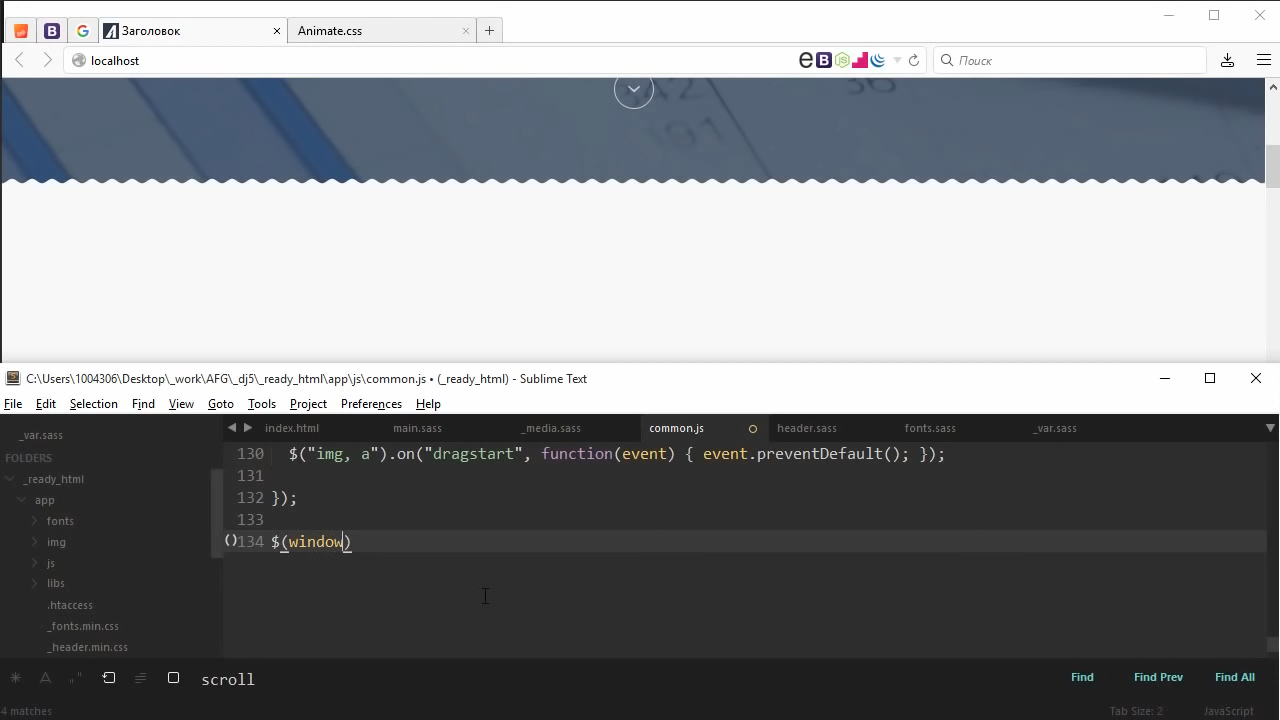 Заголовок
Animate.css
localhost
Поиск
36
191
C:\Users\1004306\Desktop\_work\AFG\_dj5\_ready_html\app\js\common.js • (_ready_html) - Sublime Text
File Edit Selection Find View Goto Tools Project Preferences Help
_var.sass
index.html main.sass _media.sass common.js header.sass fonts.sass _var.sass
FOLDERS
_ready_html
app
fonts
img
js
libs
.htaccess
_fonts.min.css
_header.min.css
130 $("img, a").on("dragstart", function(event) { event.preventDefault(); });
131
132 });
133
134 $(window)
scroll
Find Find Prev Find All
4 matches
Tab Size: 2 JavaScript